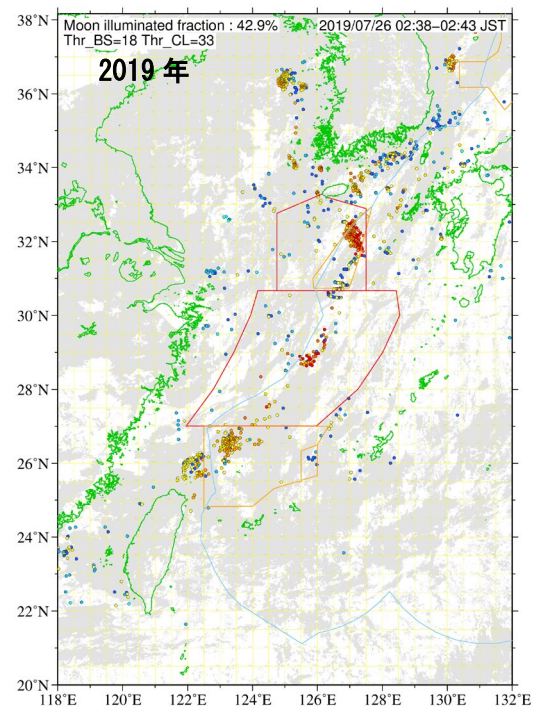 Moon illuminated fraction : 42.9% 2019/07/26 02:38−02:43 JST
Thr_BS=18 Thr_CL=33
2019 年
38°N
36°N
34°N
32°N
30°N
28°N
26°N
24°N
22°N
20°N
118°E 120°E 122°E 124°E 126°E 128°E 130°E 132°E